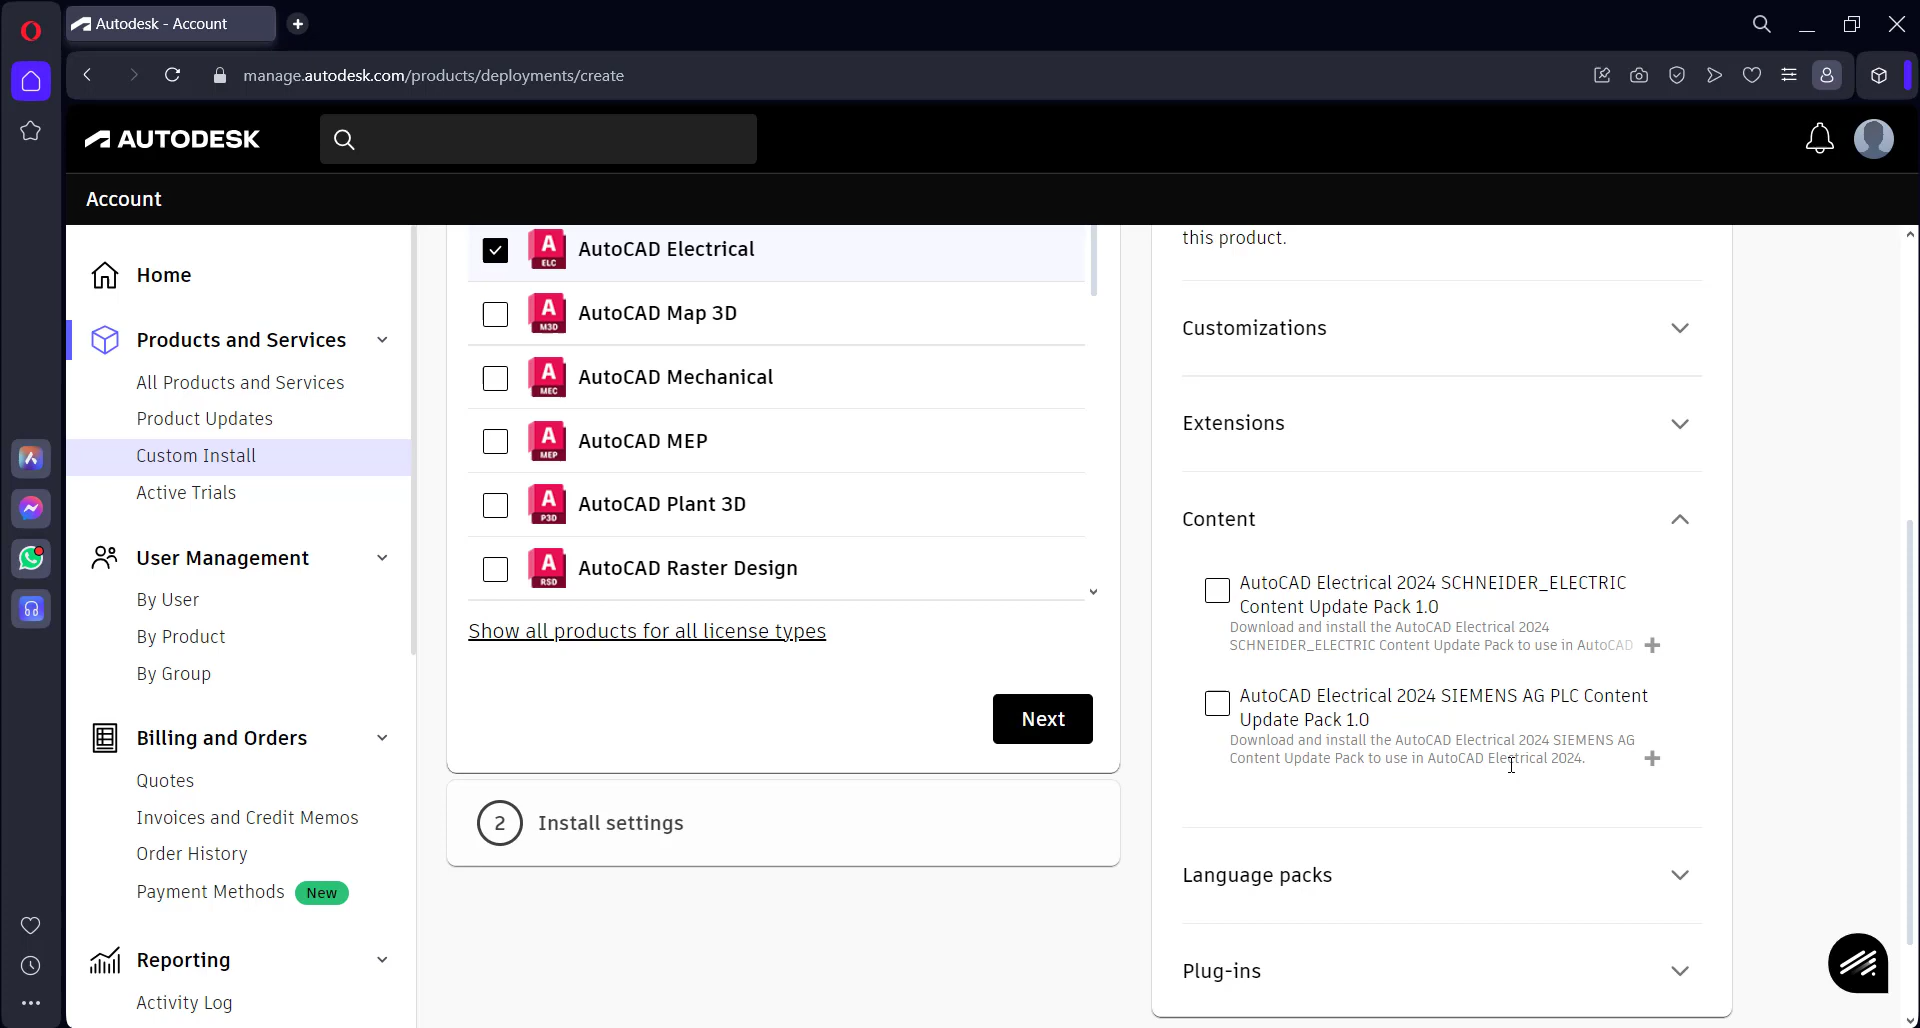 Autodesk - Account
manage.autodesk.com/products/deployments/create
AUTODESK
Account
Home
Products and Services
All Products and Services
Product Updates
Custom Install
Active Trials
User Management
By User
By Product
By Group
Billing and Orders
Quotes
Invoices and Credit Memos
Order History
Payment Methods New
Reporting
Activity Log
A ELC AutoCAD Electrical
A M3D AutoCAD Map 3D
A MEC AutoCAD Mechanical
A MEP AutoCAD MEP
A P3D AutoCAD Plant 3D
A RSD AutoCAD Raster Design
Show all products for all license types
Next
2 Install settings
this product.
Customizations
Extensions
Content
AutoCAD Electrical 2024 SCHNEIDER_ELECTRIC
Content Update Pack 1.0
Download and install the AutoCAD Electrical 2024
SCHNEIDER_ELECTRIC Content Update Pack to use in AutoCAD
AutoCAD Electrical 2024 SIEMENS AG PLC Content
Update Pack 1.0
Download and install the AutoCAD Electrical 2024 SIEMENS AG
Content Update Pack to use in AutoCAD Electrical 2024.
Language packs
Plug-ins